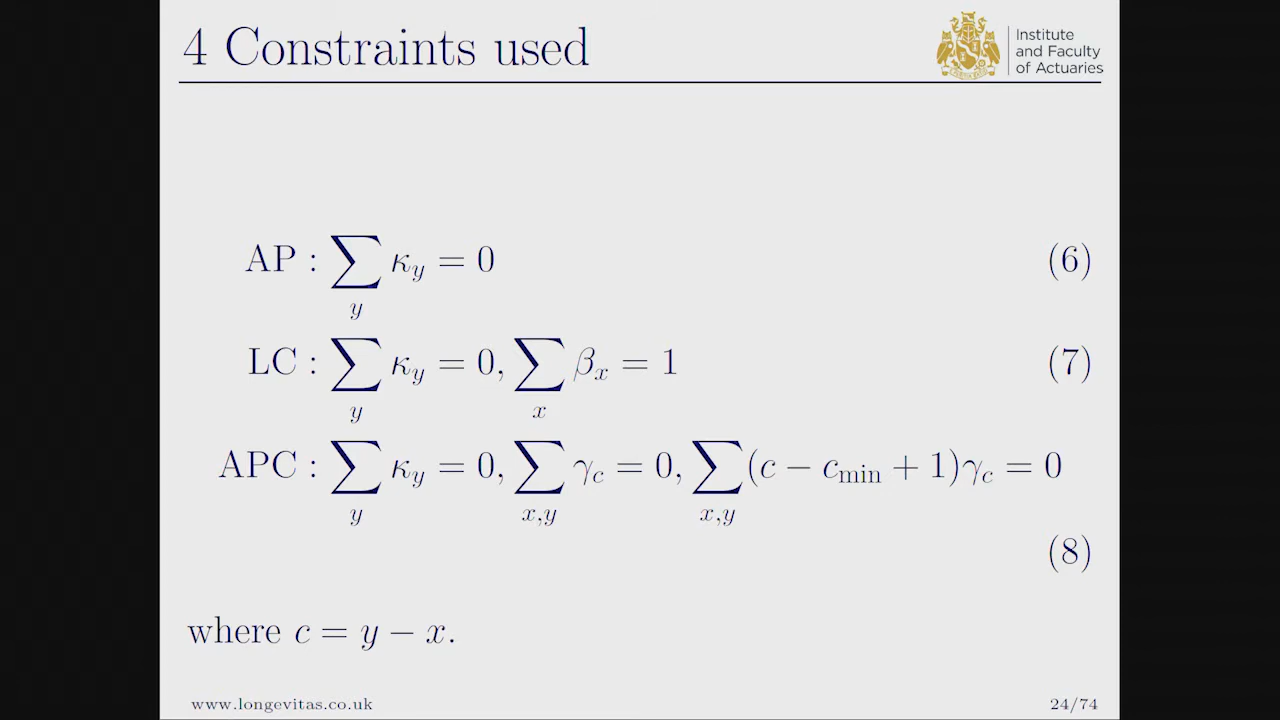 4 Constraints used
Institute
and Faculty
of Actuaries
AP : ∑_y κ_y = 0 (6)
LC : ∑_y κ_y = 0, ∑_x β_x = 1 (7)
APC : ∑_y κ_y = 0, ∑_{x,y} γ_c = 0, ∑_{x,y} (c − c_min + 1)γ_c = 0
(8)
where c = y − x.
www.longevitas.co.uk 24/74